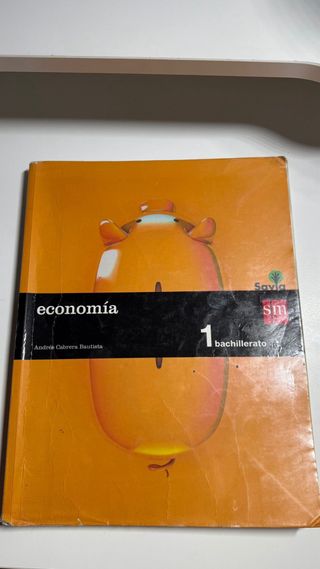 Savia
economía
sm
Andrés Cabrera Bautista
1 bachillerato